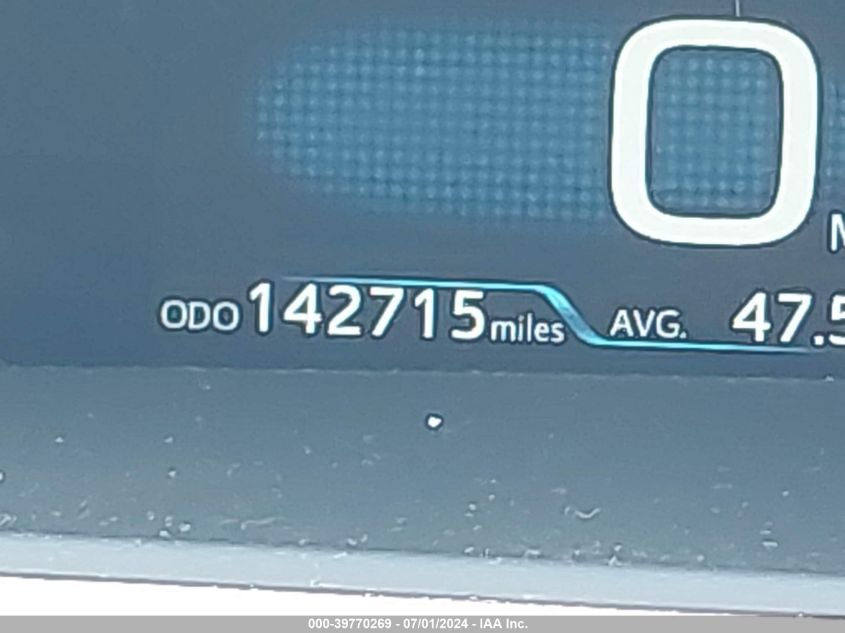 0
ODO 142715 miles AVG. 47.5
000-39770269 - 07/01/2024 - IAA Inc.